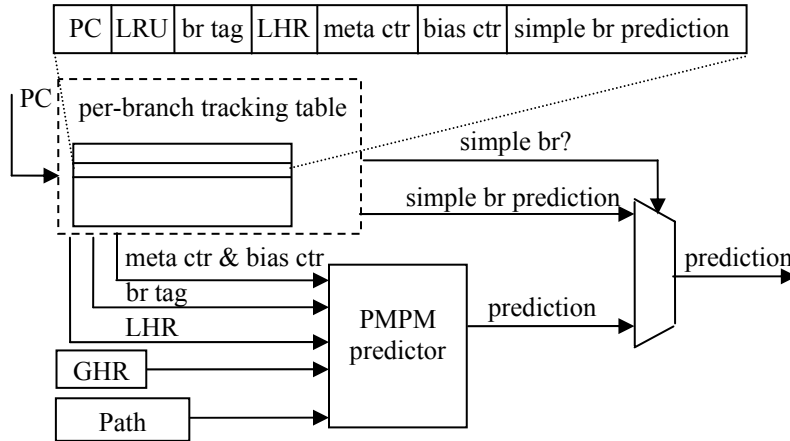 PC LRU br tag LHR meta ctr bias ctr simple br prediction
PC
per-branch tracking table
simple br?
simple br prediction
meta ctr & bias ctr
prediction
br tag
prediction
LHR
PMPM
predictor
GHR
Path